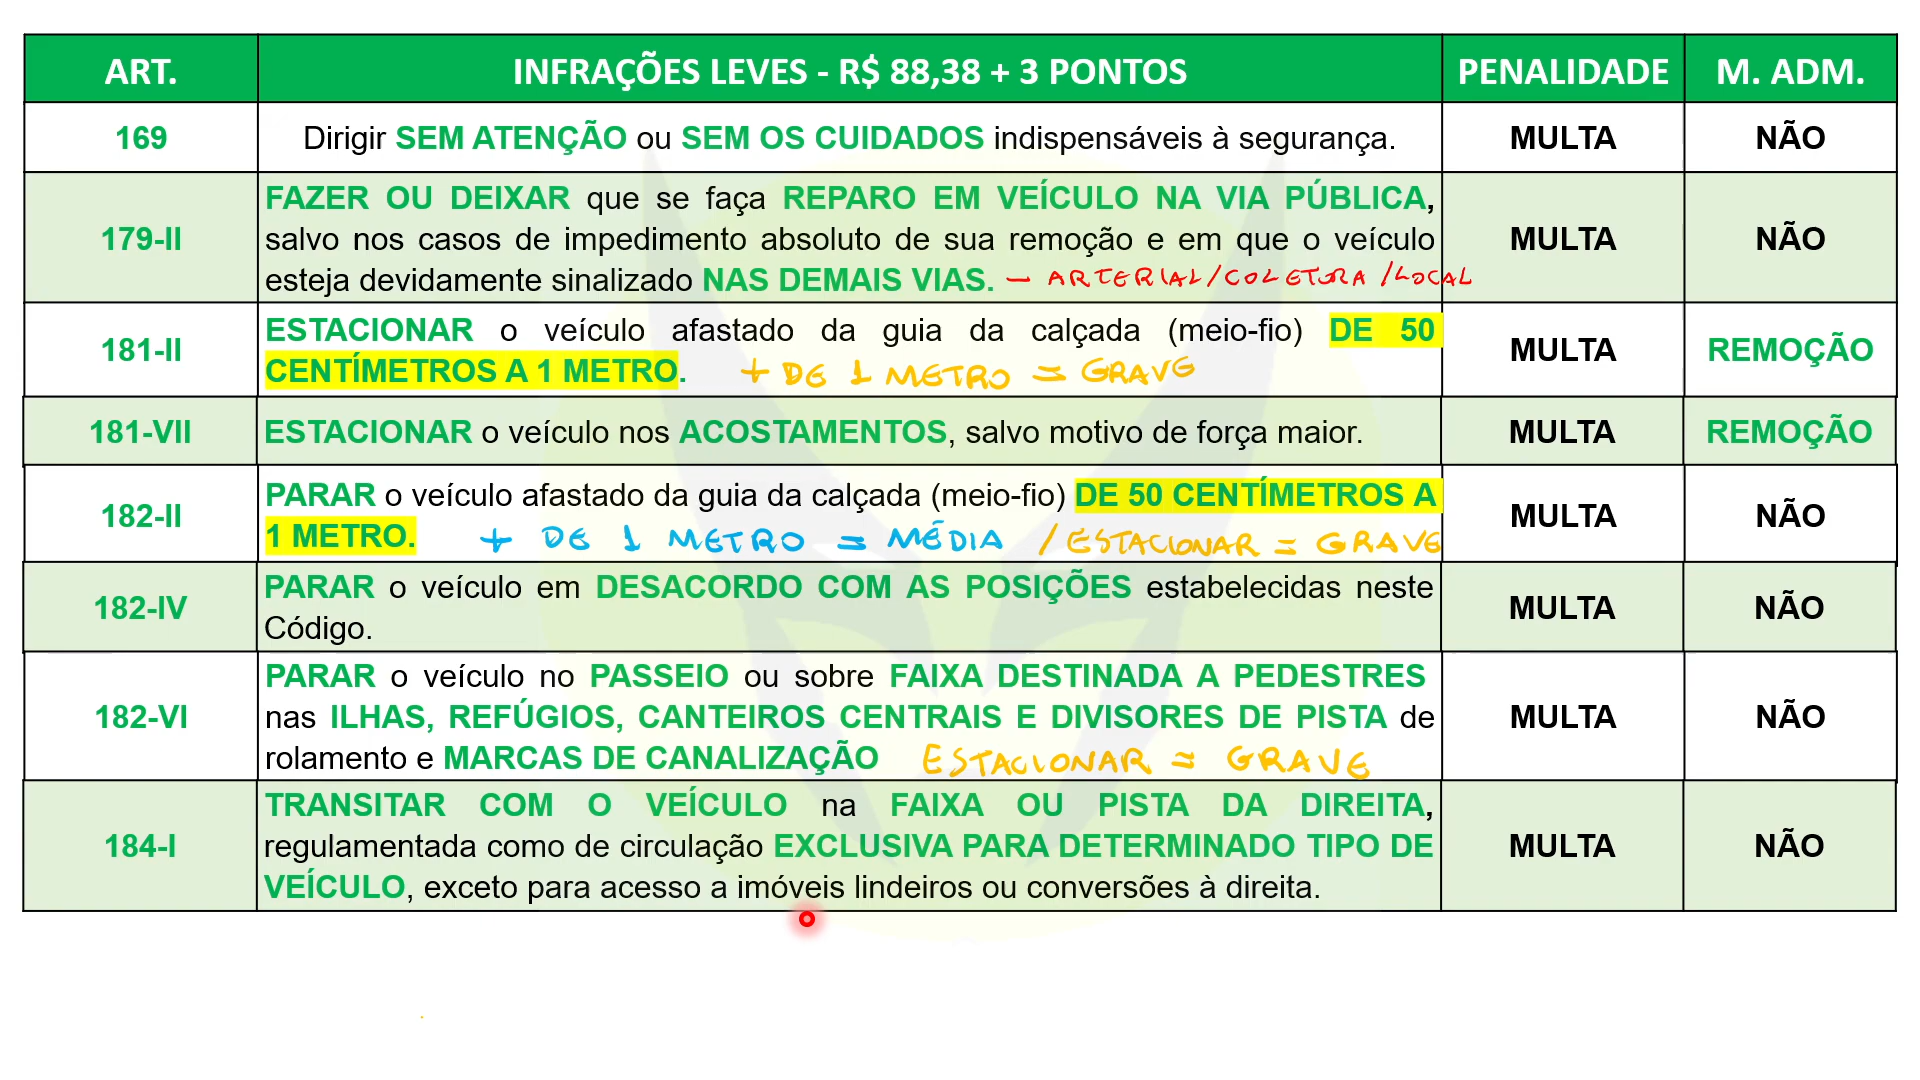 ART. INFRAÇÕES LEVES - R$ 88,38 + 3 PONTOS PENALIDADE M. ADM.
169 Dirigir SEM ATENÇÃO ou SEM OS CUIDADOS indispensáveis à segurança. MULTA NÃO
FAZER OU DEIXAR que se faça REPARO EM VEÍCULO NA VIA PÚBLICA,
179-II salvo nos casos de impedimento absoluto de sua remoção e em que o veículo MULTA NÃO
esteja devidamente sinalizado NAS DEMAIS VIAS. - ARTERIAL/COLETORA/LOCAL
ESTACIONAR o veículo afastado da guia da calçada (meio-fio) DE 50
181-II MULTA REMOÇÃO
CENTÍMETROS A 1 METRO. + DE 1 METRO = GRAVE
181-VII ESTACIONAR o veículo nos ACOSTAMENTOS, salvo motivo de força maior. MULTA REMOÇÃO
PARAR o veículo afastado da guia da calçada (meio-fio) DE 50 CENTÍMETROS A
182-II MULTA NÃO
1 METRO. + DE 1 METRO = MÉDIA / ESTACIONAR = GRAVE
PARAR o veículo em DESACORDO COM AS POSIÇÕES estabelecidas neste
182-IV MULTA NÃO
Código.
PARAR o veículo no PASSEIO ou sobre FAIXA DESTINADA A PEDESTRES
182-VI nas ILHAS, REFÚGIOS, CANTEIROS CENTRAIS E DIVISORES DE PISTA de MULTA NÃO
rolamento e MARCAS DE CANALIZAÇÃO ESTACIONAR = GRAVE
TRANSITAR COM O VEÍCULO na FAIXA OU PISTA DA DIREITA,
184-I regulamentada como de circulação EXCLUSIVA PARA DETERMINADO TIPO DE MULTA NÃO
VEÍCULO, exceto para acesso a imóveis lindeiros ou conversões à direita.